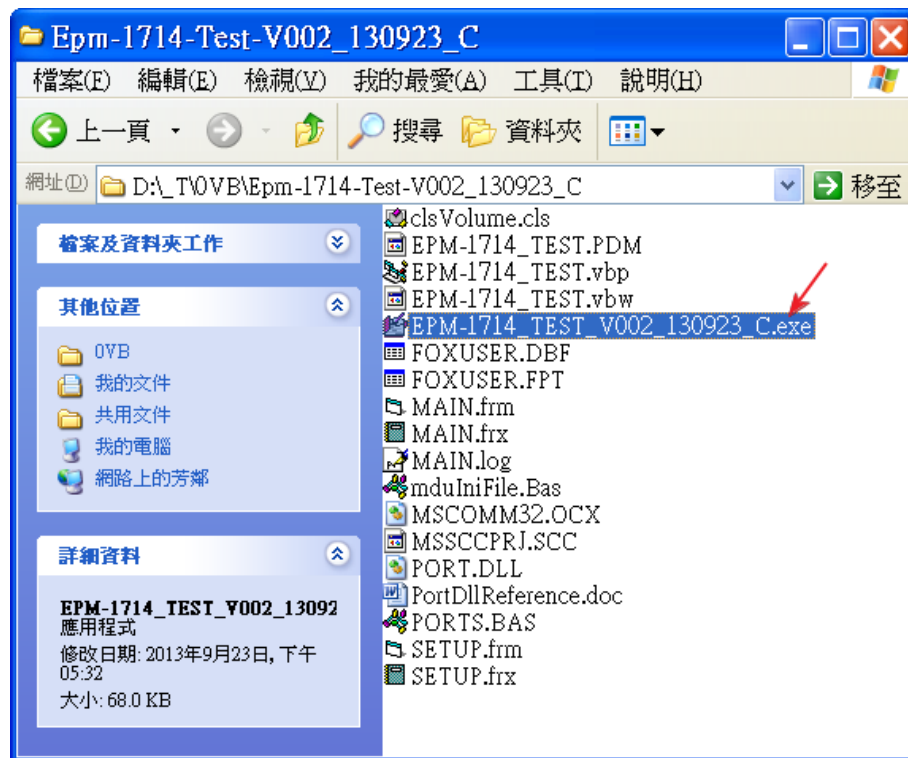 Epm-1714-Test-V002_130923_C
檔案(F) 編輯(E) 檢視(V) 我的最愛(A) 工具(T) 說明(H)
上一頁 搜尋 資料夾
網址(D) D:\_T\0VB\Epm-1714-Test-V002_130923_C 移至
檔案及資料夾工作
其他位置
0VB
我的文件
共用文件
我的電腦
網路上的芳鄰
詳細資料
EPM-1714_TEST_V002_13092
應用程式
修改日期: 2013年9月23日, 下午
05:32
大小: 68.0 KB
clsVolume.cls
EPM-1714_TEST.PDM
EPM-1714_TEST.vbp
EPM-1714_TEST.vbw
EPM-1714_TEST_V002_130923_C.exe
FOXUSER.DBF
FOXUSER.FPT
MAIN.frm
MAIN.frx
MAIN.log
mduIniFile.Bas
MSCOMM32.OCX
MSSCCPRJ.SCC
PORT.DLL
PortDllReference.doc
PORTS.BAS
SETUP.frm
SETUP.frx